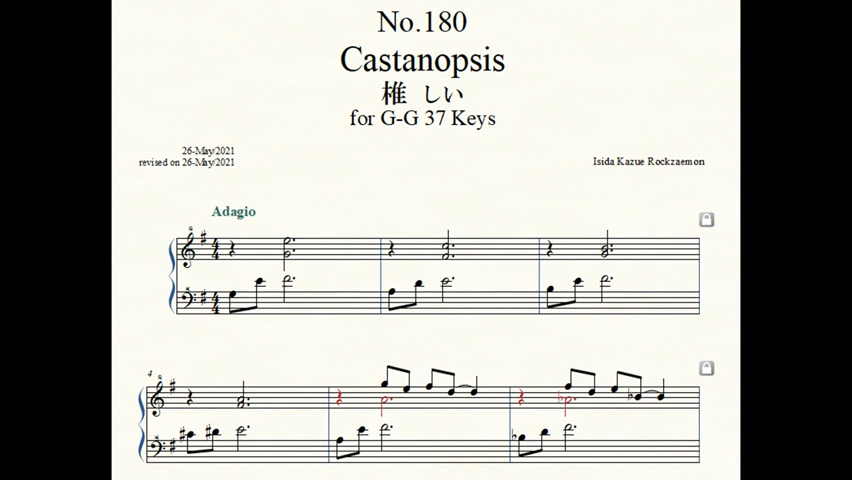 No.180
Castanopsis
椎 しい
for G-G 37 Keys
26-May/2021
revised on 26-May/2021
Isida Kazue Rockzaemon
Adagio
4